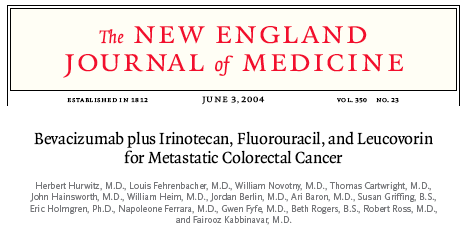 The NEW ENGLAND
JOURNAL of MEDICINE
ESTABLISHED IN 1812 JUNE 3, 2004 VOL. 350 NO. 23
Bevacizumab plus Irinotecan, Fluorouracil, and Leucovorin
for Metastatic Colorectal Cancer
Herbert Hurwitz, M.D., Louis Fehrenbacher, M.D., William Novotny, M.D., Thomas Cartwright, M.D.,
John Hainsworth, M.D., William Heim, M.D., Jordan Berlin, M.D., Ari Baron, M.D., Susan Griffing, B.S.,
Eric Holmgren, Ph.D., Napoleone Ferrara, M.D., Gwen Fyfe, M.D., Beth Rogers, B.S., Robert Ross, M.D.,
and Fairooz Kabbinavar, M.D.